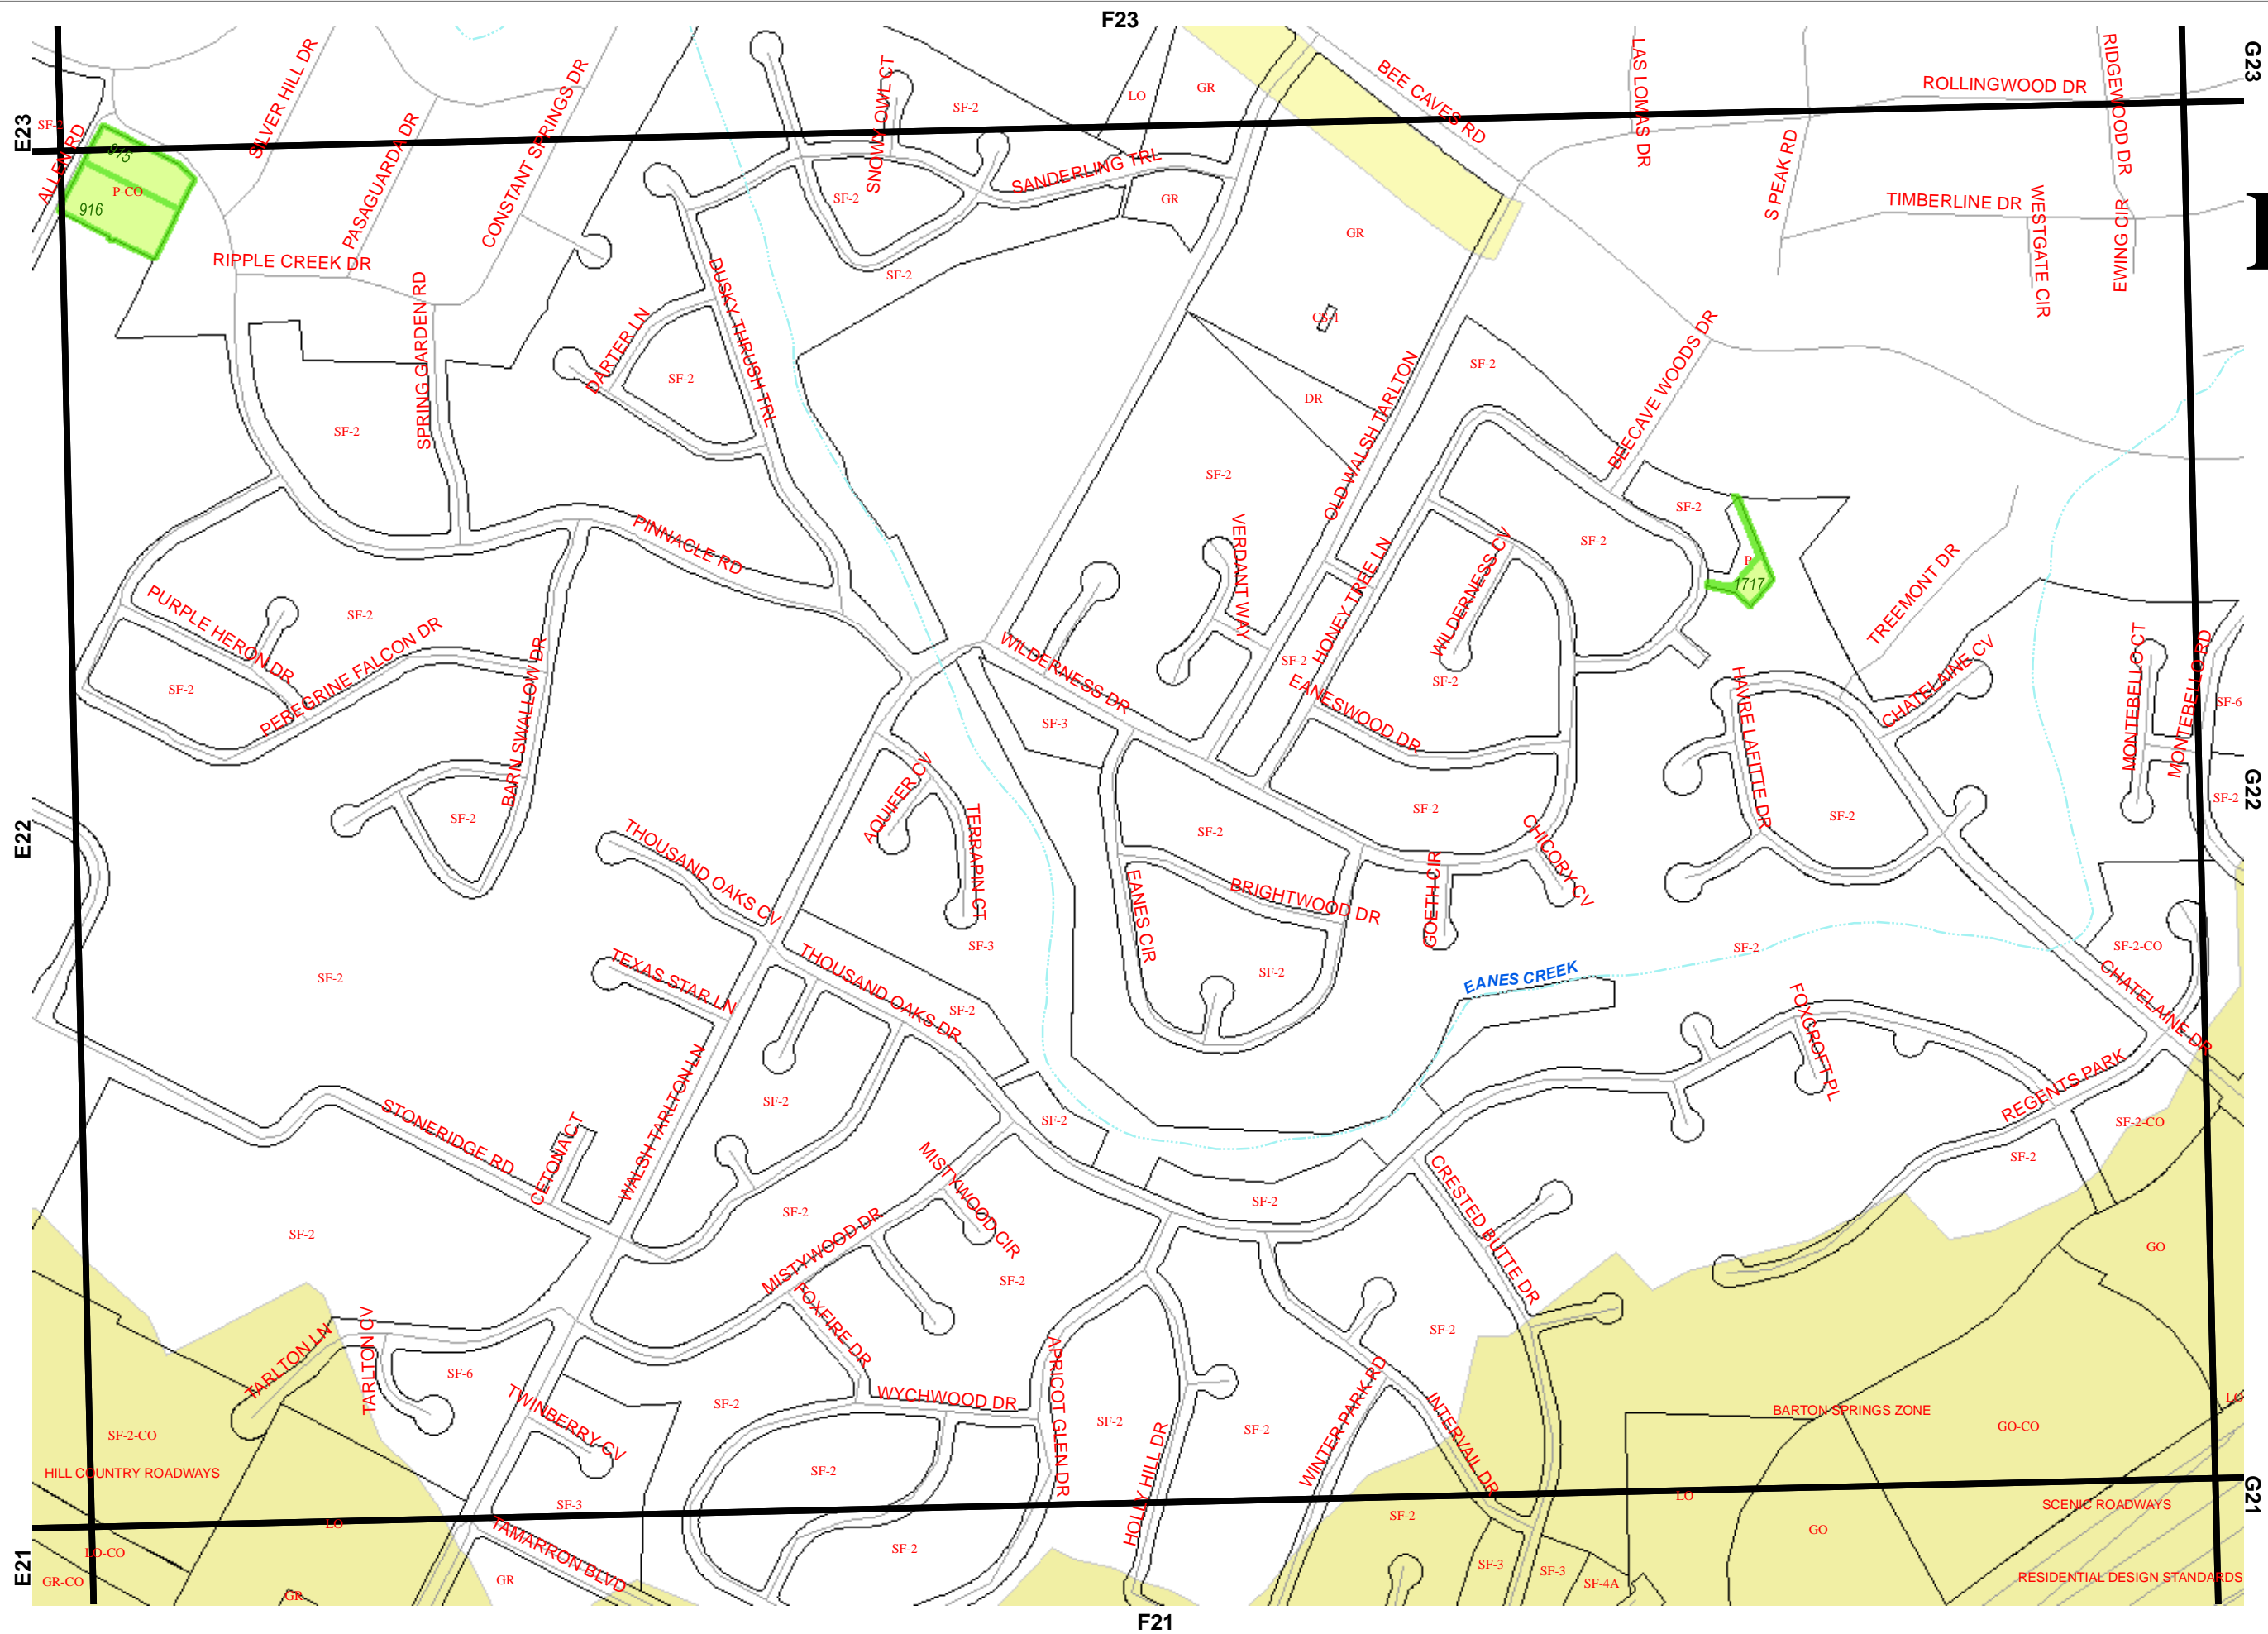 F23
G23
E23
SILVER HILL DR
CONSTANT SPRINGS DR
PASAGUARDA DR
SNOWY OWL CT
SF-2
LO
GR
BEE CAVES RD
LAS LOMAS DR
ROLLINGWOOD DR
RIDGEWOOD DR
SF-2
ALLEN RD
915
P-CO
916
SF-2
SANDERLING TRL
GR
S PEAK RD
TIMBERLINE DR
WESTGATE CIR
EWING CIR
GR
RIPPLE CREEK DR
SF-2
DUSKY THRUSH TRL
SPRING GARDEN RD
DARTER LN
CS-1
SF-2
SF-2
DR
OLD WALSH TARLTON
BEECAVE WOODS DR
SF-2
SF-2
SF-2
SF-2
PINNACLE RD
VERDANT WAY
HONEY TREE LN
WILDERNESS CV
P
1717
TREEMONT DR
PURPLE HERON DR
SF-2
PEREGRINE FALCON DR
BARN SWALLOW DR
SF-2
WILDERNESS DR
SF-2
EANESWOOD DR
SF-2
HAVRE LAFITTE DR
CHATELAINE CV
MONTEBELLO CT
MONTEBELLO RD
SF-6
SF-3
SF-2
E22
G22
SF-2
AQUIFER CV
TERRAPIN CT
SF-2
SF-2
CHICORY CV
SF-2
THOUSAND OAKS CV
EANES CIR
BRIGHTWOOD DR
GOETH CIR
SF-3
SF-2
SF-2
SF-2-CO
SF-2
TEXAS STAR LN
THOUSAND OAKS DR
SF-2
EANES CREEK
FOXCROFT PL
CHATELAINE DR
WALSH TARLTON LN
SF-2
STONERIDGE RD
CETONA CT
SF-2
REGENTS PARK
SF-2-CO
SF-2
MISTYWOOD CIR
SF-2
CRESTED BUTTE DR
SF-2
SF-2
MISTYWOOD DR
GO
SF-2
FOXFIRE DR
SF-2
TARLTON LN
TARLTON CV
SF-6
TWINBERRY CV
SF-2
WYCHWOOD DR
APRICOT GLEN DR
SF-2
HOLLY HILL DR
SF-2
WINTER PARK RD
INTERVAIL DR
BARTON SPRINGS ZONE
GO-CO
LO
SF-2-CO
HILL COUNTRY ROADWAYS
SF-2
SF-3
LO
SCENIC ROADWAYS
G21
LO
SF-2
GO
E21
LO-CO
GR-CO
GR
GR
TAMARRON BLVD
SF-2
SF-3
SF-3
SF-4A
RESIDENTIAL DESIGN STANDARDS
F21